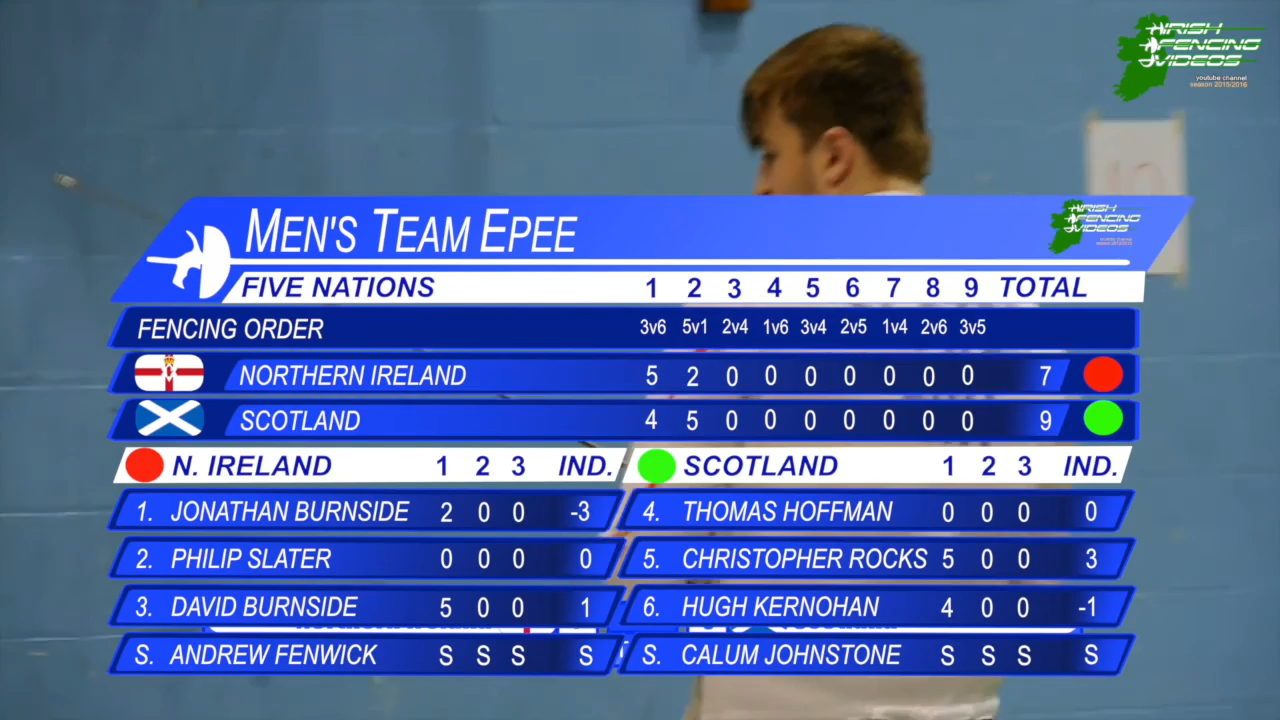 IRISH
FENCING
VIDEOS
youtube channel
season 2015/2016
MEN'S TEAM EPEE
IRISH
FENCING
VIDEOS
FIVE NATIONS 1 2 3 4 5 6 7 8 9 TOTAL
FENCING ORDER 3v6 5v1 2v4 1v6 3v4 2v5 1v4 2v6 3v5
NORTHERN IRELAND 5 2 0 0 0 0 0 0 0 7
SCOTLAND 4 5 0 0 0 0 0 0 0 9
N. IRELAND 1 2 3 IND. SCOTLAND 1 2 3 IND.
1. JONATHAN BURNSIDE 2 0 0 -3 4. THOMAS HOFFMAN 0 0 0 0
2. PHILIP SLATER 0 0 0 0 5. CHRISTOPHER ROCKS 5 0 0 3
3. DAVID BURNSIDE 5 0 0 1 6. HUGH KERNOHAN 4 0 0 -1
S. ANDREW FENWICK S S S S S. CALUM JOHNSTONE S S S S